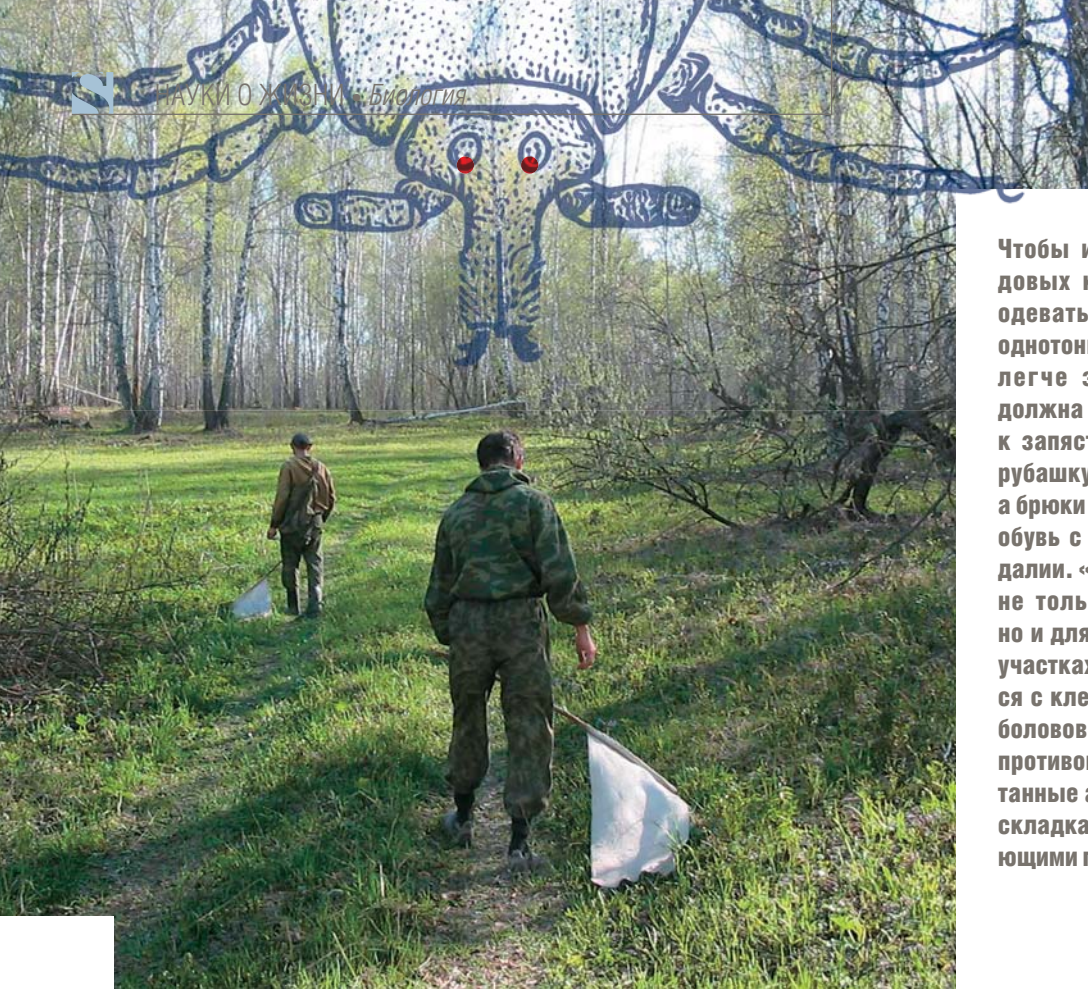 НАУКИ О ЖИЗНИ • Биология
Чтобы и
довых н
одевать
однотон
легче з
должна
к запяст
рубашку
а брюки
обувь с
далии. «
не толь
но и для
участках
ся с кле
боловов
противо
танные а
складка
ющими п